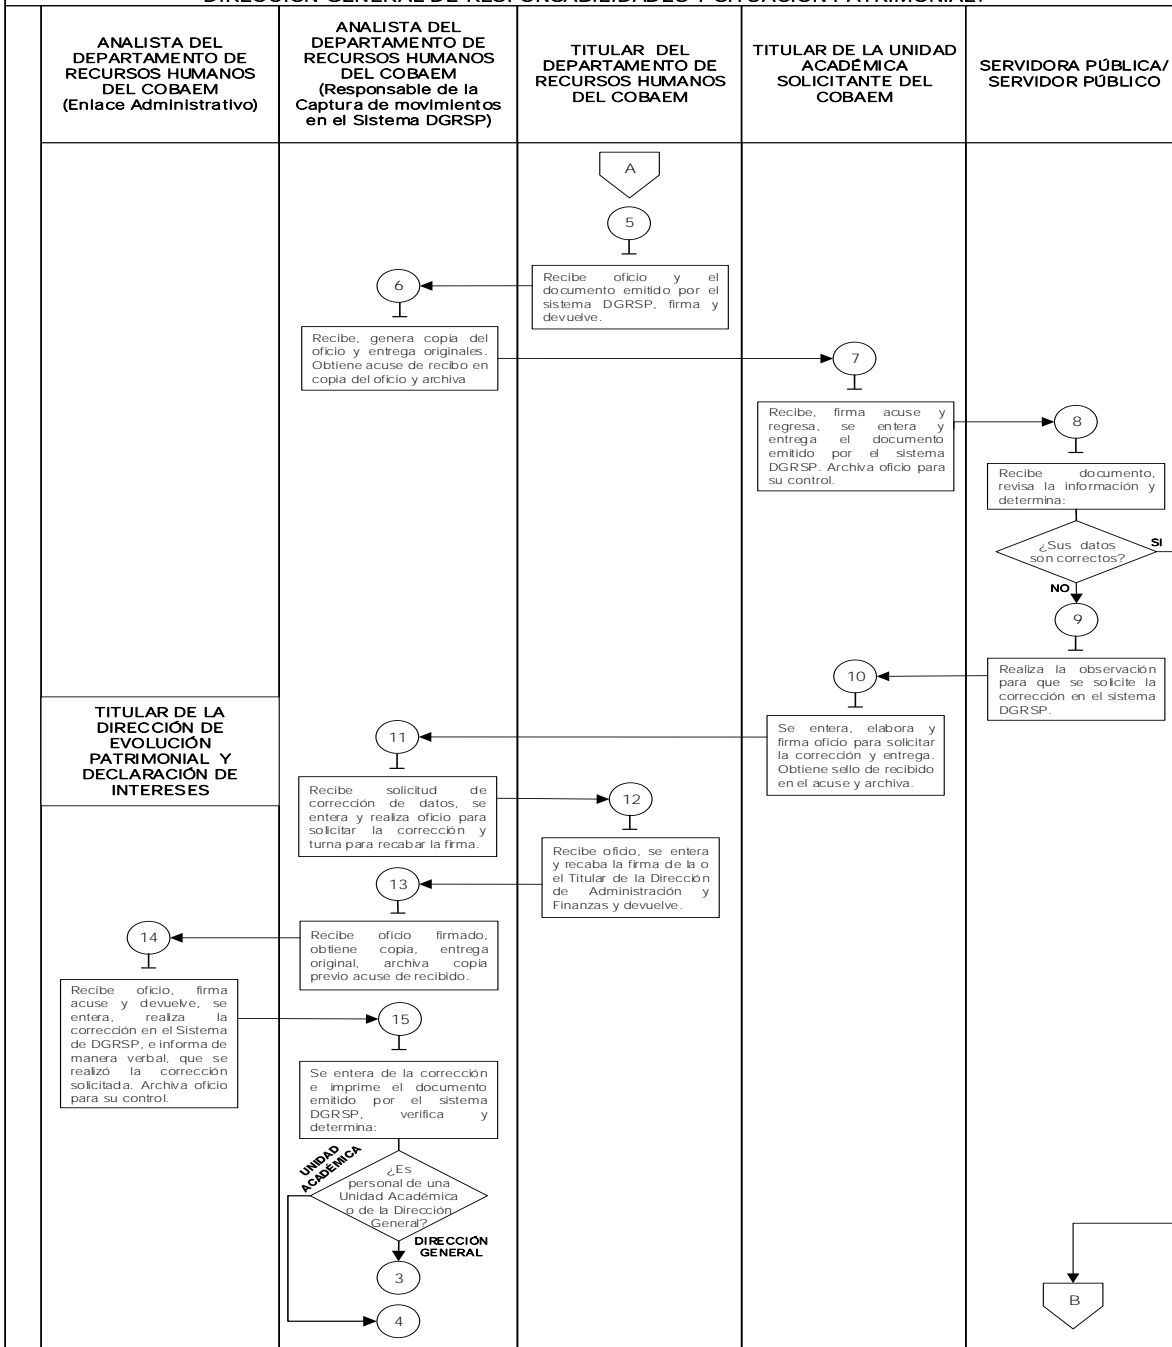 DIRECCIÓN GENERAL DE RESPONSABILIDADES Y SITUACIÓN PATRIMONIAL.
ANALISTA DEL
DEPARTAMENTO DE
RECURSOS HUMANOS
DEL COBAEM
(Enlace Administrativo)
ANALISTA DEL
DEPARTAMENTO DE
RECURSOS HUMANOS
DEL COBAEM
(Responsable de la
Captura de movimientos
en el Sistema DGRSP)
TITULAR DEL
DEPARTAMENTO DE
RECURSOS HUMANOS
DEL COBAEM
TITULAR DE LA UNIDAD
ACADÉMICA
SOLICITANTE DEL
COBAEM
SERVIDORA PÚBLICA/
SERVIDOR PÚBLICO
A
5
Recibe oficio y el
documento emitido por el
sistema DGRSP, firma y
devuelve.
6
Recibe, genera copia del
oficio y entrega originales.
Obtiene acuse de recibo en
copia del oficio y archiva
7
Recibe, firma acuse y
regresa, se entera y
entrega el documento
emitido por el sistema
DGRSP. Archiva oficio para
su control.
8
Recibe documento,
revisa la información y
determina:
¿Sus datos
son correctos?
SI
NO
9
Realiza la observación
para que se solicite la
corrección en el sistema
DGRSP.
10
Se entera, elabora y
firma oficio para solicitar
la corrección y entrega.
Obtiene sello de recibido
en el acuse y archiva.
TITULAR DE LA
DIRECCIÓN DE
EVOLUCIÓN
PATRIMONIAL Y
DECLARACIÓN DE
INTERESES
11
Recibe solicitud de
corrección de datos, se
entera y realiza oficio para
solicitar la corrección y
turna para recabar la firma.
12
Recibe oficio, se entera
y recaba la firma de la o
el Titular de la Dirección
de Administración y
Finanzas y devuelve.
13
Recibe oficio firmado,
obtiene copia, entrega
original, archiva copia
previo acuse de recibido.
14
Recibe oficio, firma
acuse y devuelve, se
entera, realiza la
corrección en el Sistema
de DGRSP, e informa de
manera verbal, que se
realizó la corrección
solicitada. Archiva oficio
para su control.
15
Se entera de la corrección
e imprime el documento
emitido por el sistema
DGRSP, verifica y
determina:
UNIDAD
ACADÉMICA
¿Es
personal de una
Unidad Académica
o de la Dirección
General?
DIRECCIÓN
GENERAL
3
4
B